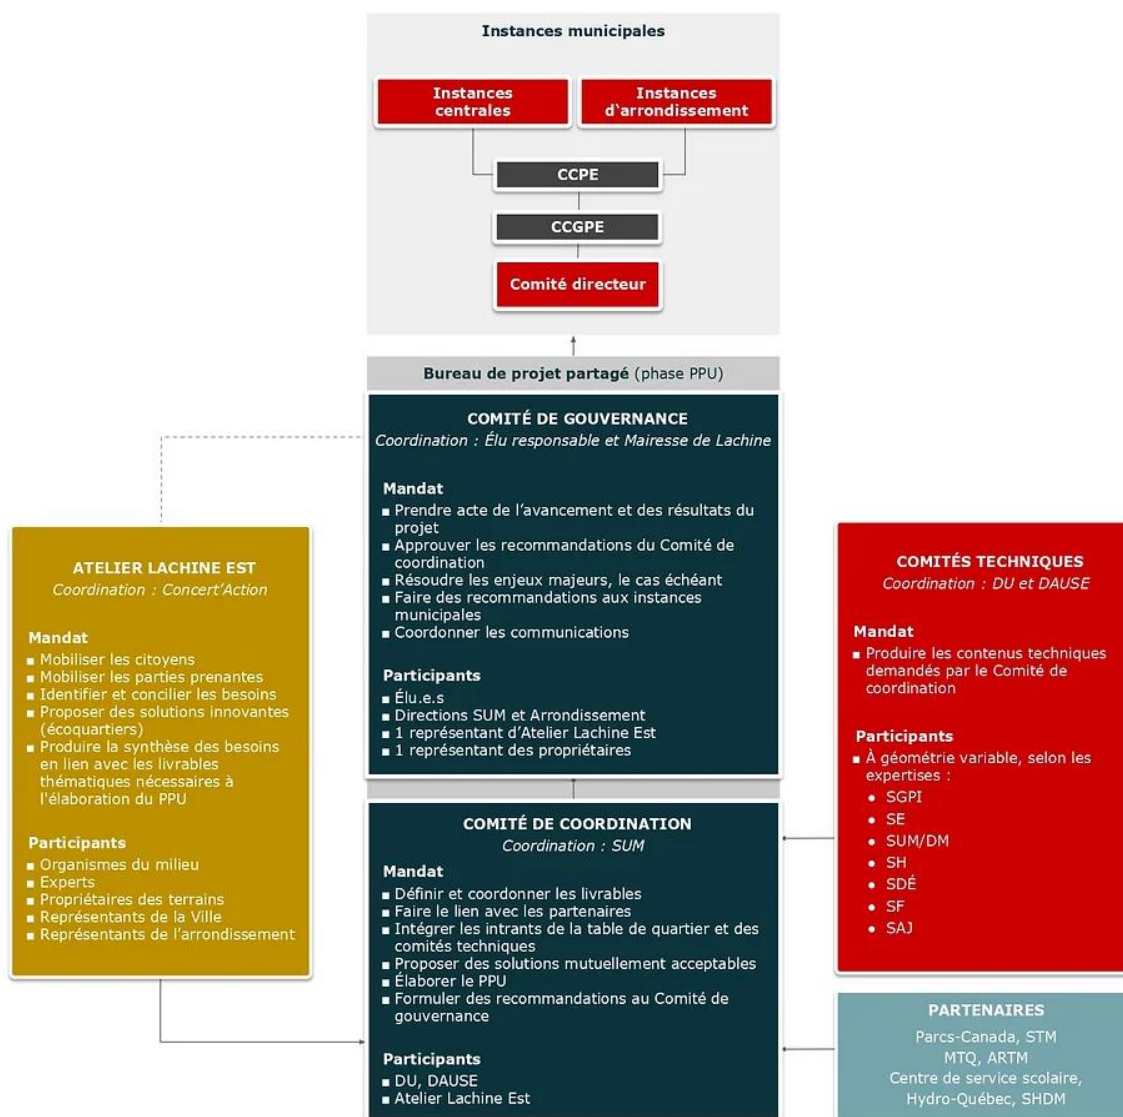 Instances municipales
Instances
centrales
Instances
d'arrondissement
CCPE
CCGPE
Comité directeur
Bureau de projet partagé (phase PPU)
COMITÉ DE GOUVERNANCE
Coordination : Élu responsable et Mairesse de Lachine
Mandat
▪ Prendre acte de l'avancement et des résultats du
projet
▪ Approuver les recommandations du Comité de
coordination
▪ Résoudre les enjeux majeurs, le cas échéant
▪ Faire des recommandations aux instances
municipales
▪ Coordonner les communications
Participants
▪ Élu.e.s
▪ Directions SUM et Arrondissement
▪ 1 représentant d'Atelier Lachine Est
▪ 1 représentant des propriétaires
ATELIER LACHINE EST
Coordination : Concert'Action
Mandat
▪ Mobiliser les citoyens
▪ Mobiliser les parties prenantes
▪ Identifier et concilier les besoins
▪ Proposer des solutions innovantes
(écoquartiers)
▪ Produire la synthèse des besoins
en lien avec les livrables
thématiques nécessaires à
l'élaboration du PPU
Participants
▪ Organismes du milieu
▪ Experts
▪ Propriétaires des terrains
▪ Représentants de la Ville
▪ Représentants de l'arrondissement
COMITÉ DE COORDINATION
Coordination : SUM
Mandat
▪ Définir et coordonner les livrables
▪ Faire le lien avec les partenaires
▪ Intégrer les intrants de la table de quartier et des
comités techniques
▪ Proposer des solutions mutuellement acceptables
▪ Élaborer le PPU
▪ Formuler des recommandations au Comité de
gouvernance
Participants
▪ DU, DAUSE
▪ Atelier Lachine Est
COMITÉS TECHNIQUES
Coordination : DU et DAUSE
Mandat
▪ Produire les contenus techniques
demandés par le Comité de
coordination
Participants
▪ À géométrie variable, selon les
expertises :
• SGPI
• SE
• SUM/DM
• SH
• SDÉ
• SF
• SAJ
PARTENAIRES
Parcs-Canada, STM
MTQ, ARTM
Centre de service scolaire,
Hydro-Québec, SHDM